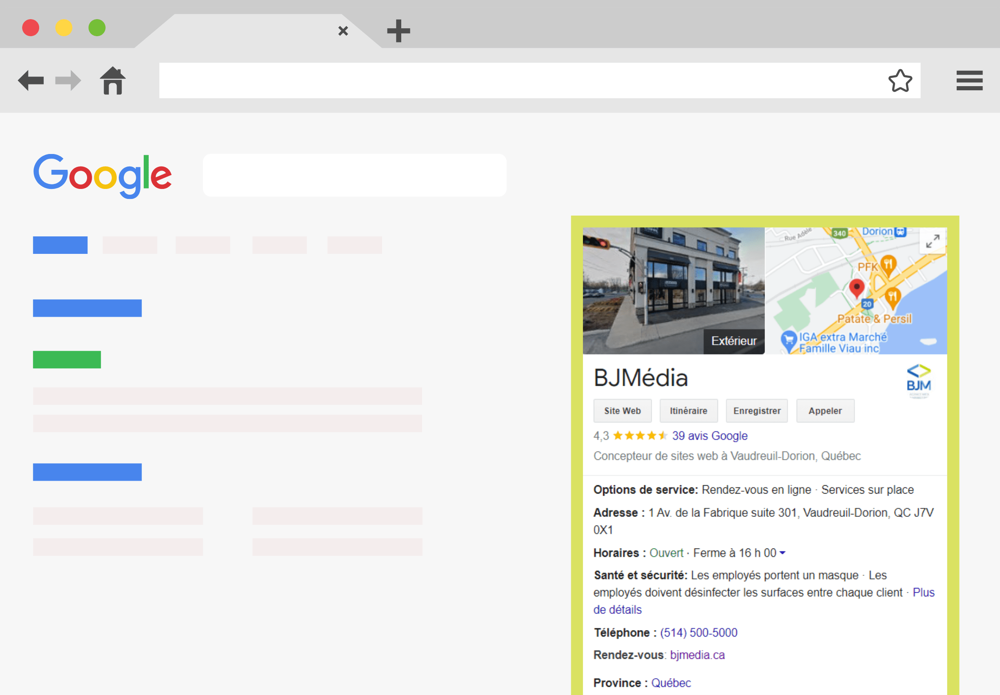 Google
Rue Adèle
340
Dorion
PFK
20
Patate & Persil
IGA extra Marché
Famille Viau inc
Extérieur
BJMédia
BJM
Site Web
Itinéraire
Enregistrer
Appeler
4,3 39 avis Google
Concepteur de sites web à Vaudreuil-Dorion, Québec
Options de service: Rendez-vous en ligne · Services sur place
Adresse : 1 Av. de la Fabrique suite 301, Vaudreuil-Dorion, QC J7V
0X1
Horaires : Ouvert · Ferme à 16 h 00
Santé et sécurité: Les employés portent un masque · Les
employés doivent désinfecter les surfaces entre chaque client · Plus
de détails
Téléphone : (514) 500-5000
Rendez-vous: bjmedia.ca
Province : Québec